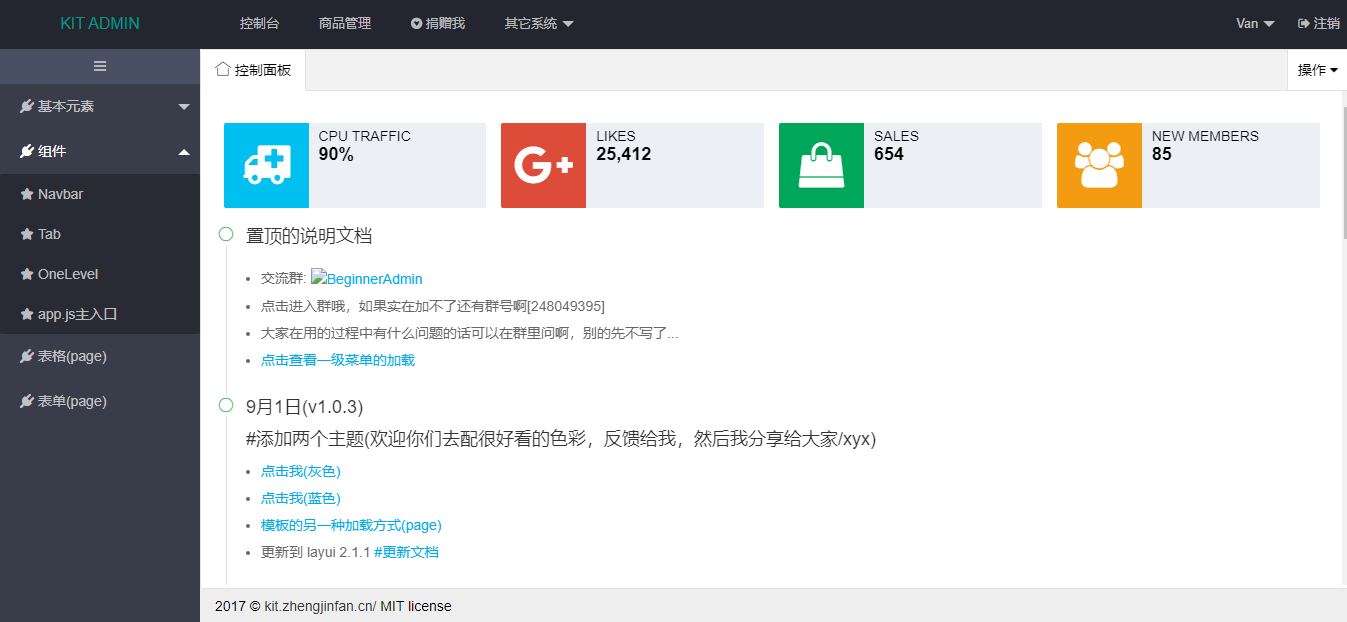 KIT ADMIN 控制台 商品管理 捐赠我 其它系统 Van 注销
控制面板 操作
基本元素
组件
Navbar
Tab
OneLevel
app.js主入口
表格(page)
表单(page)
CPU TRAFFIC
90%
LIKES
25,412
SALES
654
NEW MEMBERS
85
置顶的说明文档
交流群: BeginnerAdmin
点击进入群哦，如果实在加不了还有群号啊[248049395]
大家在用的过程中有什么问题的话可以在群里问啊，别的先不写了...
点击查看一级菜单的加载
9月1日(v1.0.3)
#添加两个主题(欢迎你们去配很好看的色彩，反馈给我，然后我分享给大家/xyx)
点击我(灰色)
点击我(蓝色)
模板的另一种加载方式(page)
更新到 layui 2.1.1 #更新文档
2017 © kit.zhengjinfan.cn/ MIT license